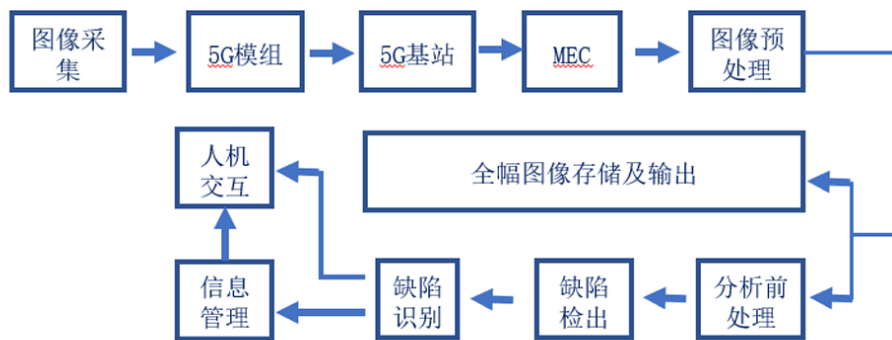 图像采
集
5G模组
5G基站
MEC
图像预
处理
人机
交互
全幅图像存储及输出
信息
管理
缺陷
识别
缺陷
检出
分析前
处理